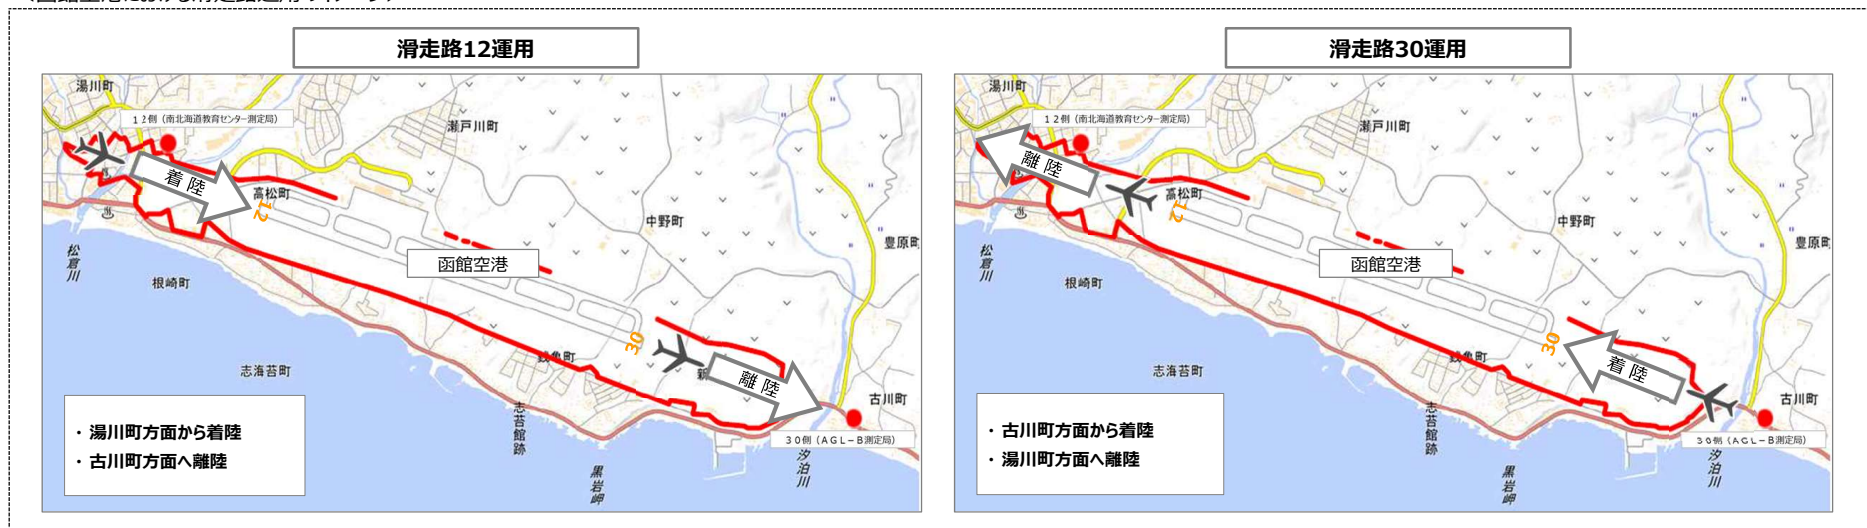 滑走路12運用
湯川町
12側(南北海道教育センター測定局)
瀬戸川町
着 陸
高松町
12
中野町
豊原町
松倉川
函館空港
根崎町
30
銭亀町
新
離 陸
志海苔町
古川町
志苔館跡
30側(AGL-B測定局)
汐泊川
黒岩岬
・湯川町方面から着陸
・古川町方面へ離陸
滑走路30運用
湯川町
12側(南北海道教育センター測定局)
瀬戸川町
離 陸
高松町
12
中野町
豊原町
松倉川
函館空港
根崎町
30
銭亀町
着 陸
志海苔町
古川町
志苔館跡
30側(AGL-B測定局)
汐泊川
黒岩岬
・古川町方面から着陸
・湯川町方面へ離陸